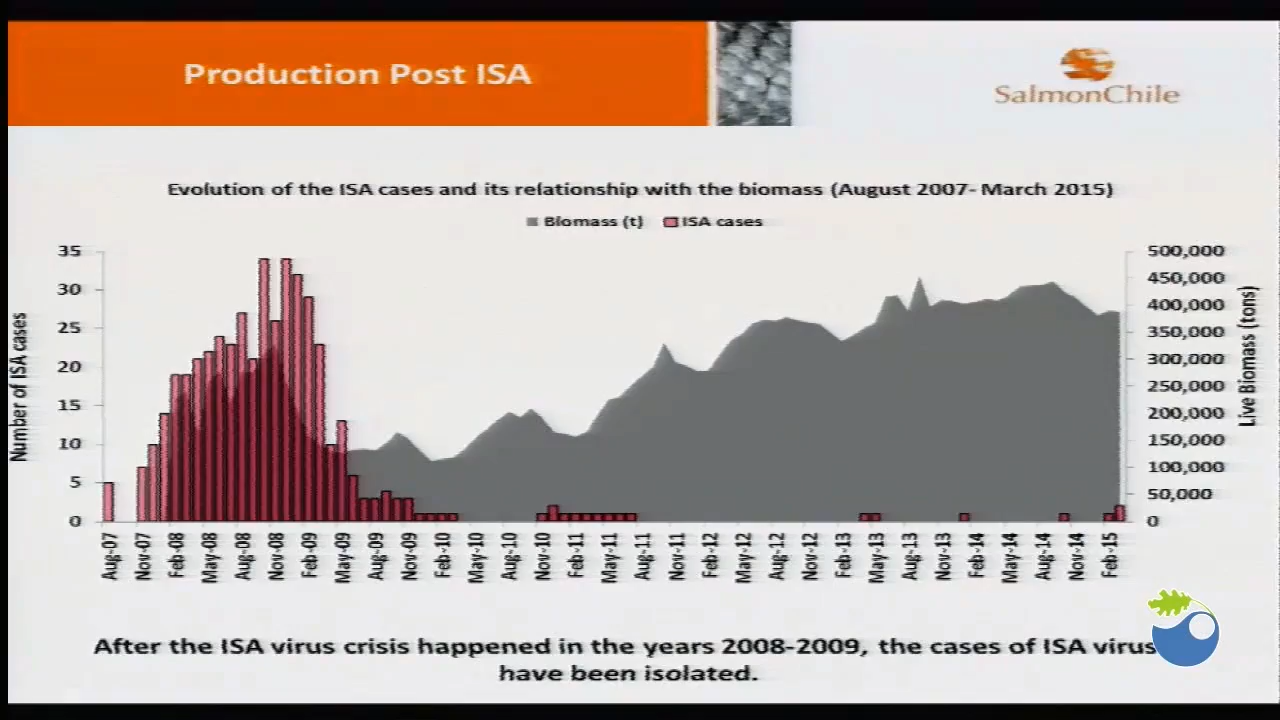 Production Post ISA
SalmonChile
Evolution of the ISA cases and its relationship with the biomass (August 2007- March 2015)
Biomass (t) ISA cases
35 500,000
450,000
30 400,000
25 350,000
20 300,000
250,000
15 200,000
10 150,000
100,000
5 50,000
0 0
Number of ISA cases
Live Biomass (tons)
Aug-07 Nov-07 Feb-08 May-08 Aug-08 Nov-08 Feb-09 May-09 Aug-09 Nov-09 Feb-10 May-10 Aug-10 Nov-10 Feb-11 May-11 Aug-11 Nov-11 Feb-12 May-12 Aug-12 Nov-12 Feb-13 May-13 Aug-13 Nov-13 Feb-14 May-14 Aug-14 Nov-14 Feb-15
After the ISA virus crisis happened in the years 2008-2009, the cases of ISA virus
have been isolated.